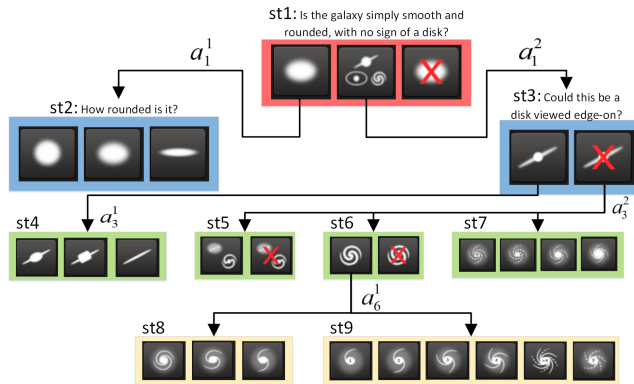 st1: Is the galaxy simply smooth and
rounded, with no sign of a disk?
a₁¹
a₁²
st2: How rounded is it?
st3: Could this be a
disk viewed edge-on?
a₃¹
a₃²
st4
st5
st6
st7
a₆¹
st8
st9